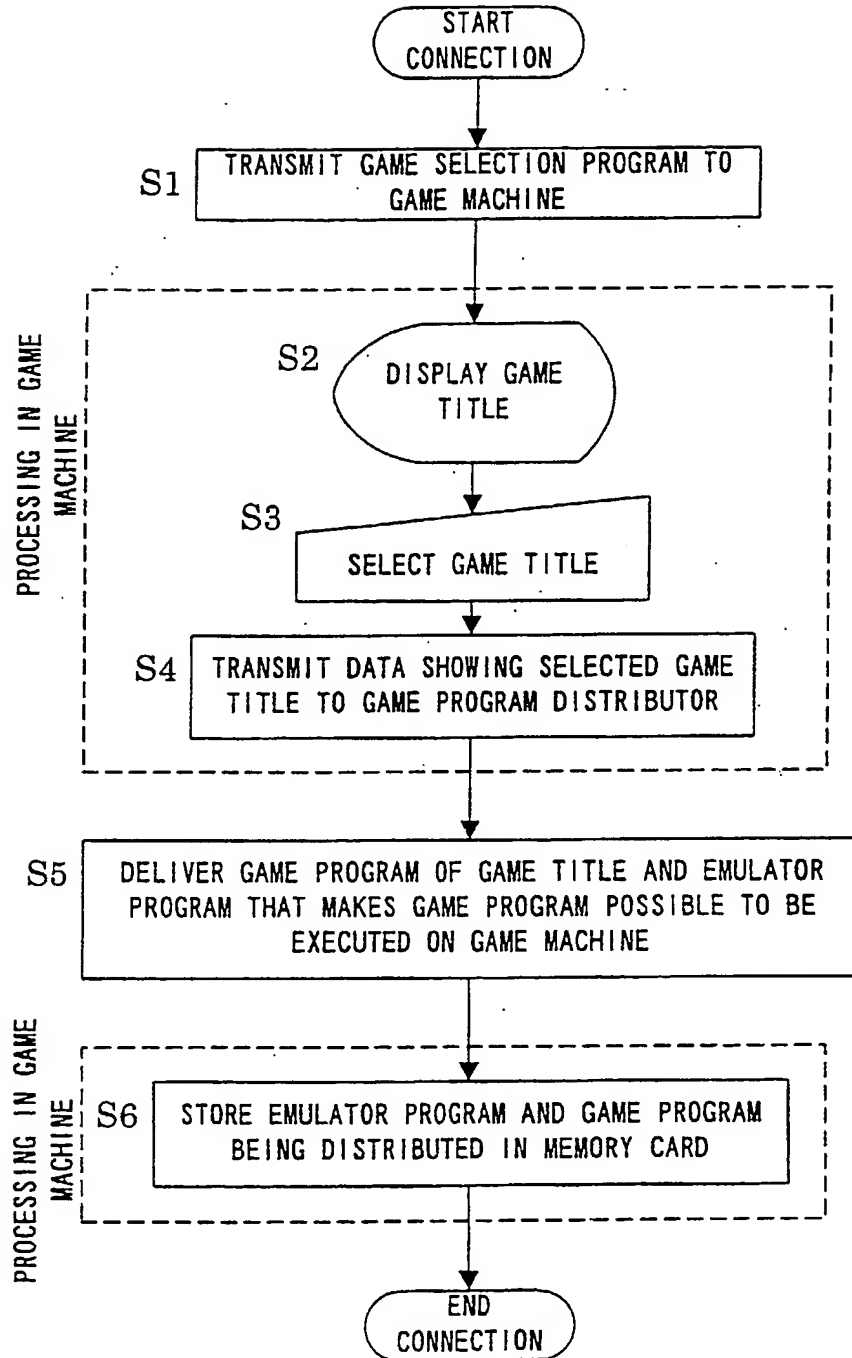 START
CONNECTION
S1
TRANSMIT GAME SELECTION PROGRAM TO
GAME MACHINE
PROCESSING IN GAME
MACHINE
S2
DISPLAY GAME
TITLE
S3
SELECT GAME TITLE
S4
TRANSMIT DATA SHOWING SELECTED GAME
TITLE TO GAME PROGRAM DISTRIBUTOR
S5
DELIVER GAME PROGRAM OF GAME TITLE AND EMULATOR
PROGRAM THAT MAKES GAME PROGRAM POSSIBLE TO BE
EXECUTED ON GAME MACHINE
PROCESSING IN GAME
MACHINE
S6
STORE EMULATOR PROGRAM AND GAME PROGRAM
BEING DISTRIBUTED IN MEMORY CARD
END
CONNECTION